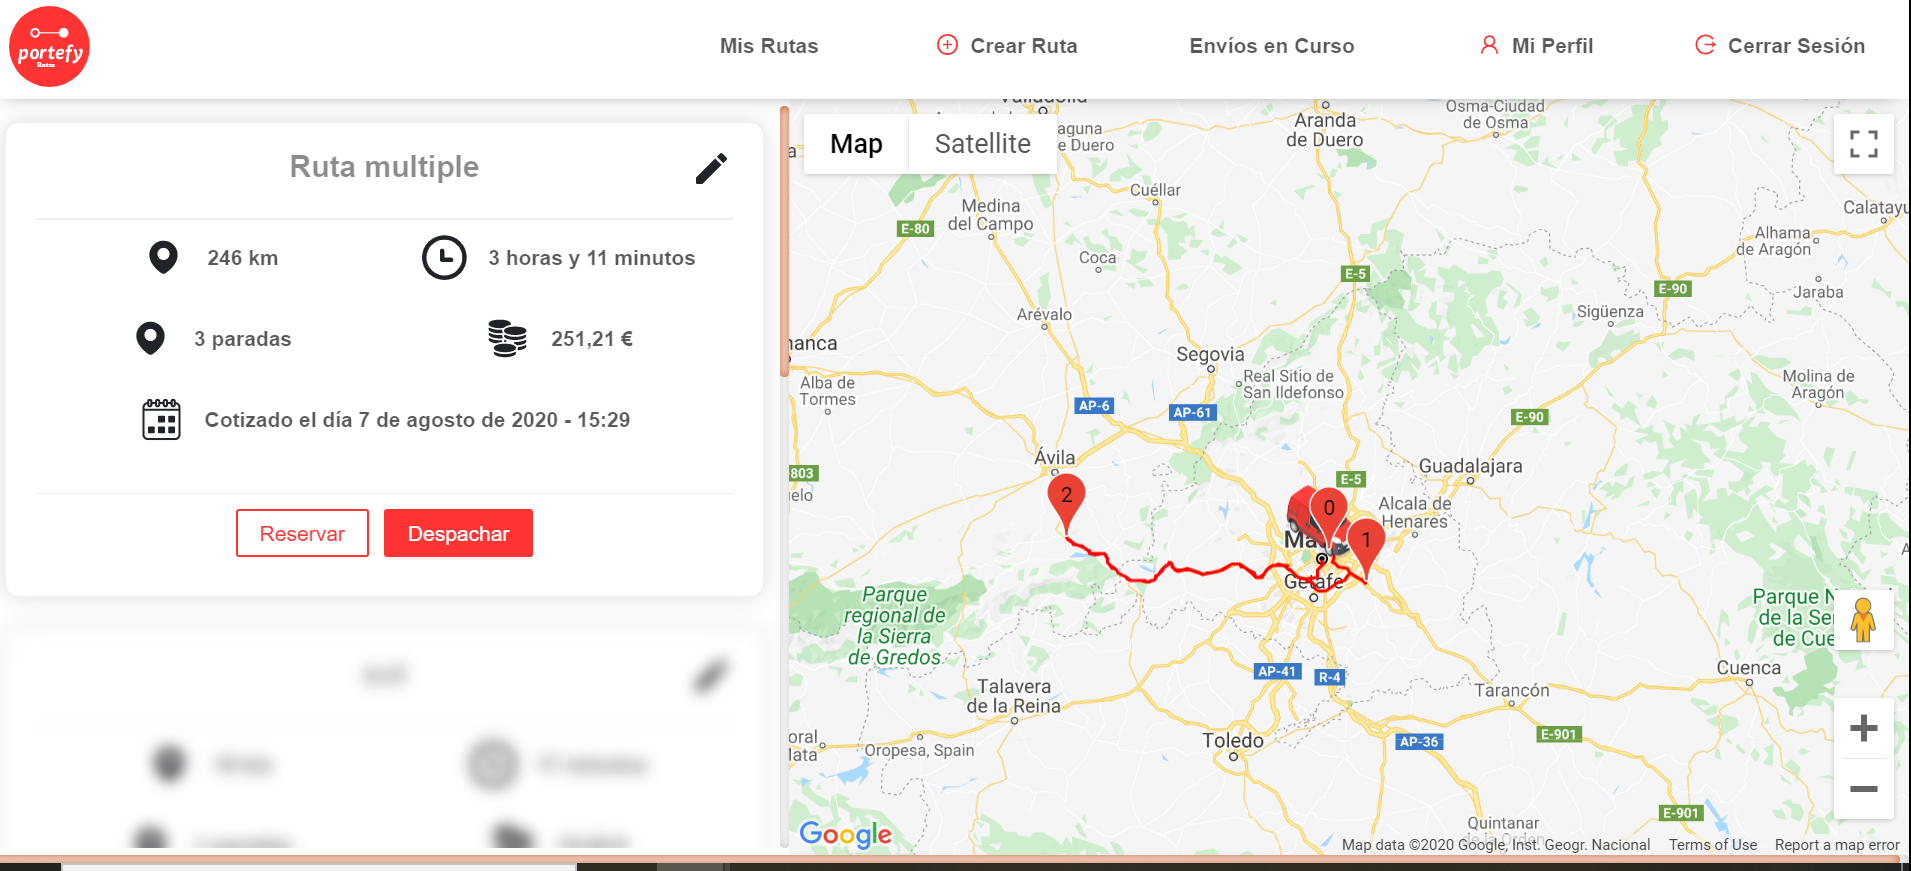 portefy
Rutas
Mis Rutas
Crear Ruta
Envíos en Curso
Mi Perfil
Cerrar Sesión
Ruta multiple
246 km
3 horas y 11 minutos
3 paradas
251,21 €
Cotizado el día 7 de agosto de 2020 - 15:29
Reservar
Despachar
Map
Satellite
Aranda
de Duero
Osma-Ciudad
de Osma
aguna
e Duero
Cuéllar
Medina
del Campo
E-80
Calatayu
Alhama
de Aragón
Coca
E-5
E-90
Jaraba
Arévalo
Sigüenza
anca
Segovia
Alba de
Tormes
Real Sitio de
San Ildefonso
Molina de
Aragón
AP-6
AP-61
E-90
Ávila
803
elo
Guadalajara
E-5
2
0
1
Alcala de
Henares
Ma
Getafe
Parque
regional de
la Sierra
de Gredos
Parque N
de la Se
de Cue
AP-41
R-4
Cuenca
Talavera
de la Reina
Tarancón
oral
Mata
Oropesa, Spain
Toledo
AP-36
E-901
E-901
Quintanar
de la Orden
Google
Map data ©2020 Google, Inst. Geogr. Nacional
Terms of Use
Report a map error